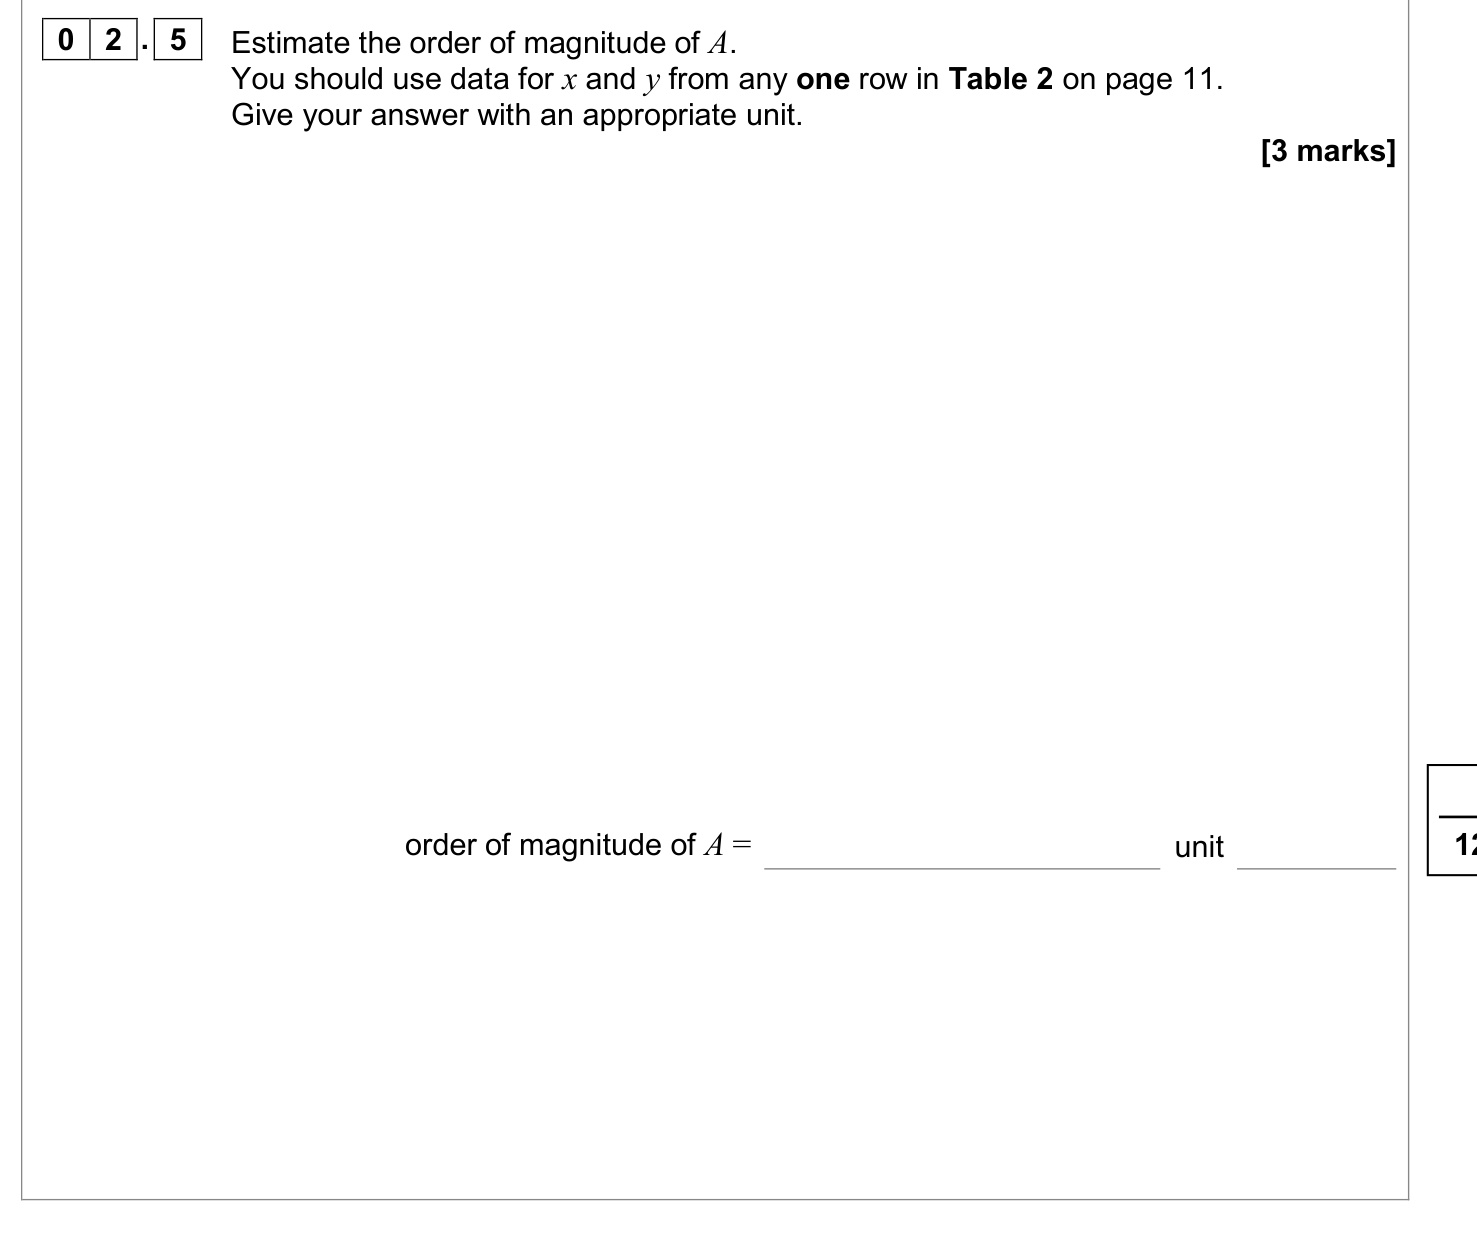 0 2 . 5 Estimate the order of magnitude of A.
You should use data for x and y from any one row in Table 2 on page 11.
Give your answer with an appropriate unit.
[3 marks]
order of magnitude of A = unit